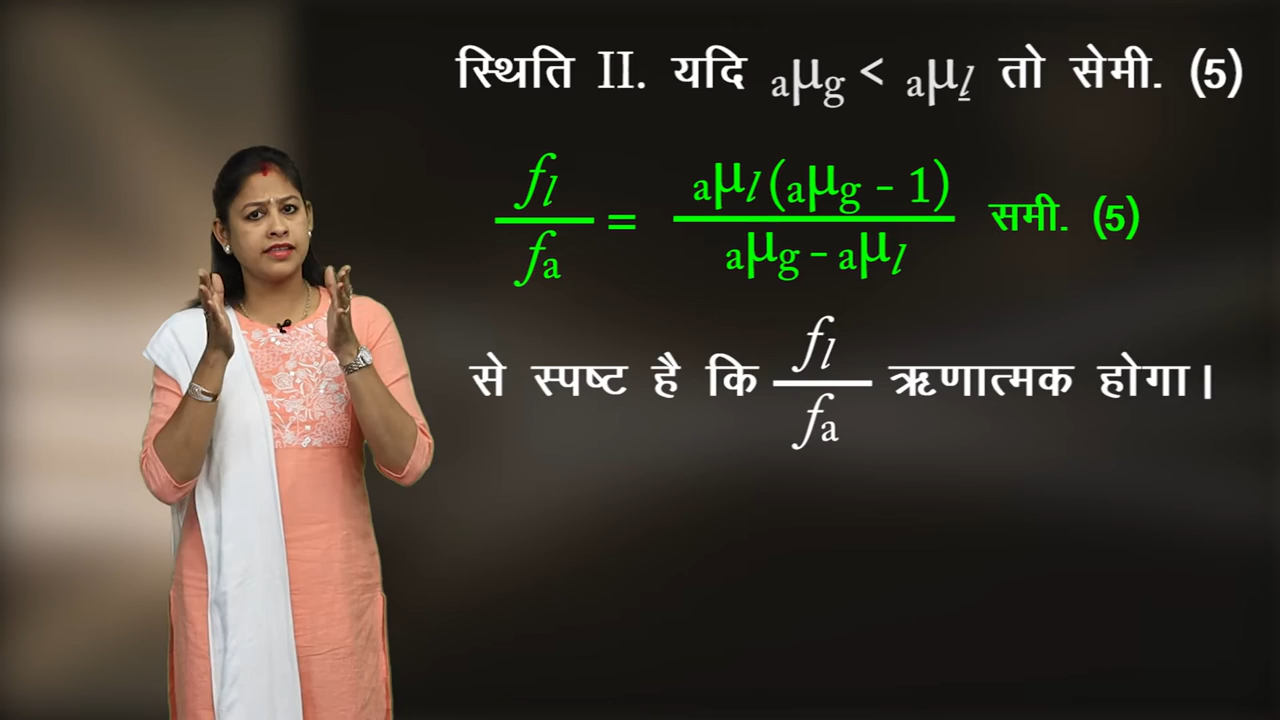 स्थिति II. यदि ₐμg < ₐμl तो सेमी. (5)
fl/fa = ₐμl (ₐμg - 1) / ₐμg - ₐμl समी. (5)
से स्पष्ट है कि fl/fa ऋणात्मक होगा।